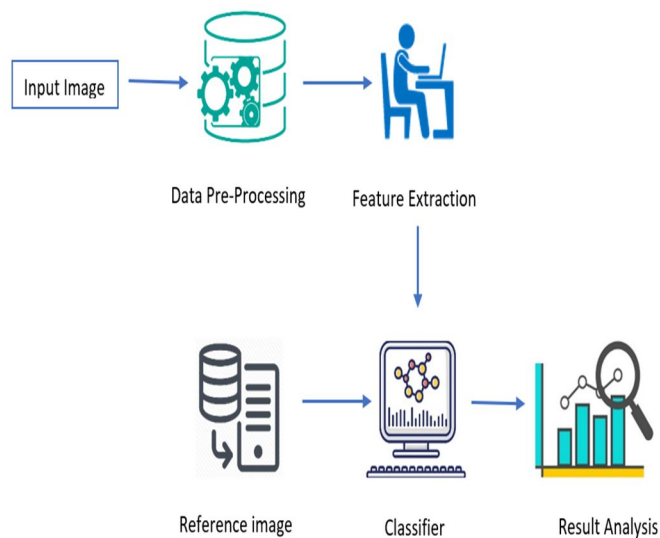 Input Image
Data Pre-Processing
Feature Extraction
Reference image
Classifier
Result Analysis